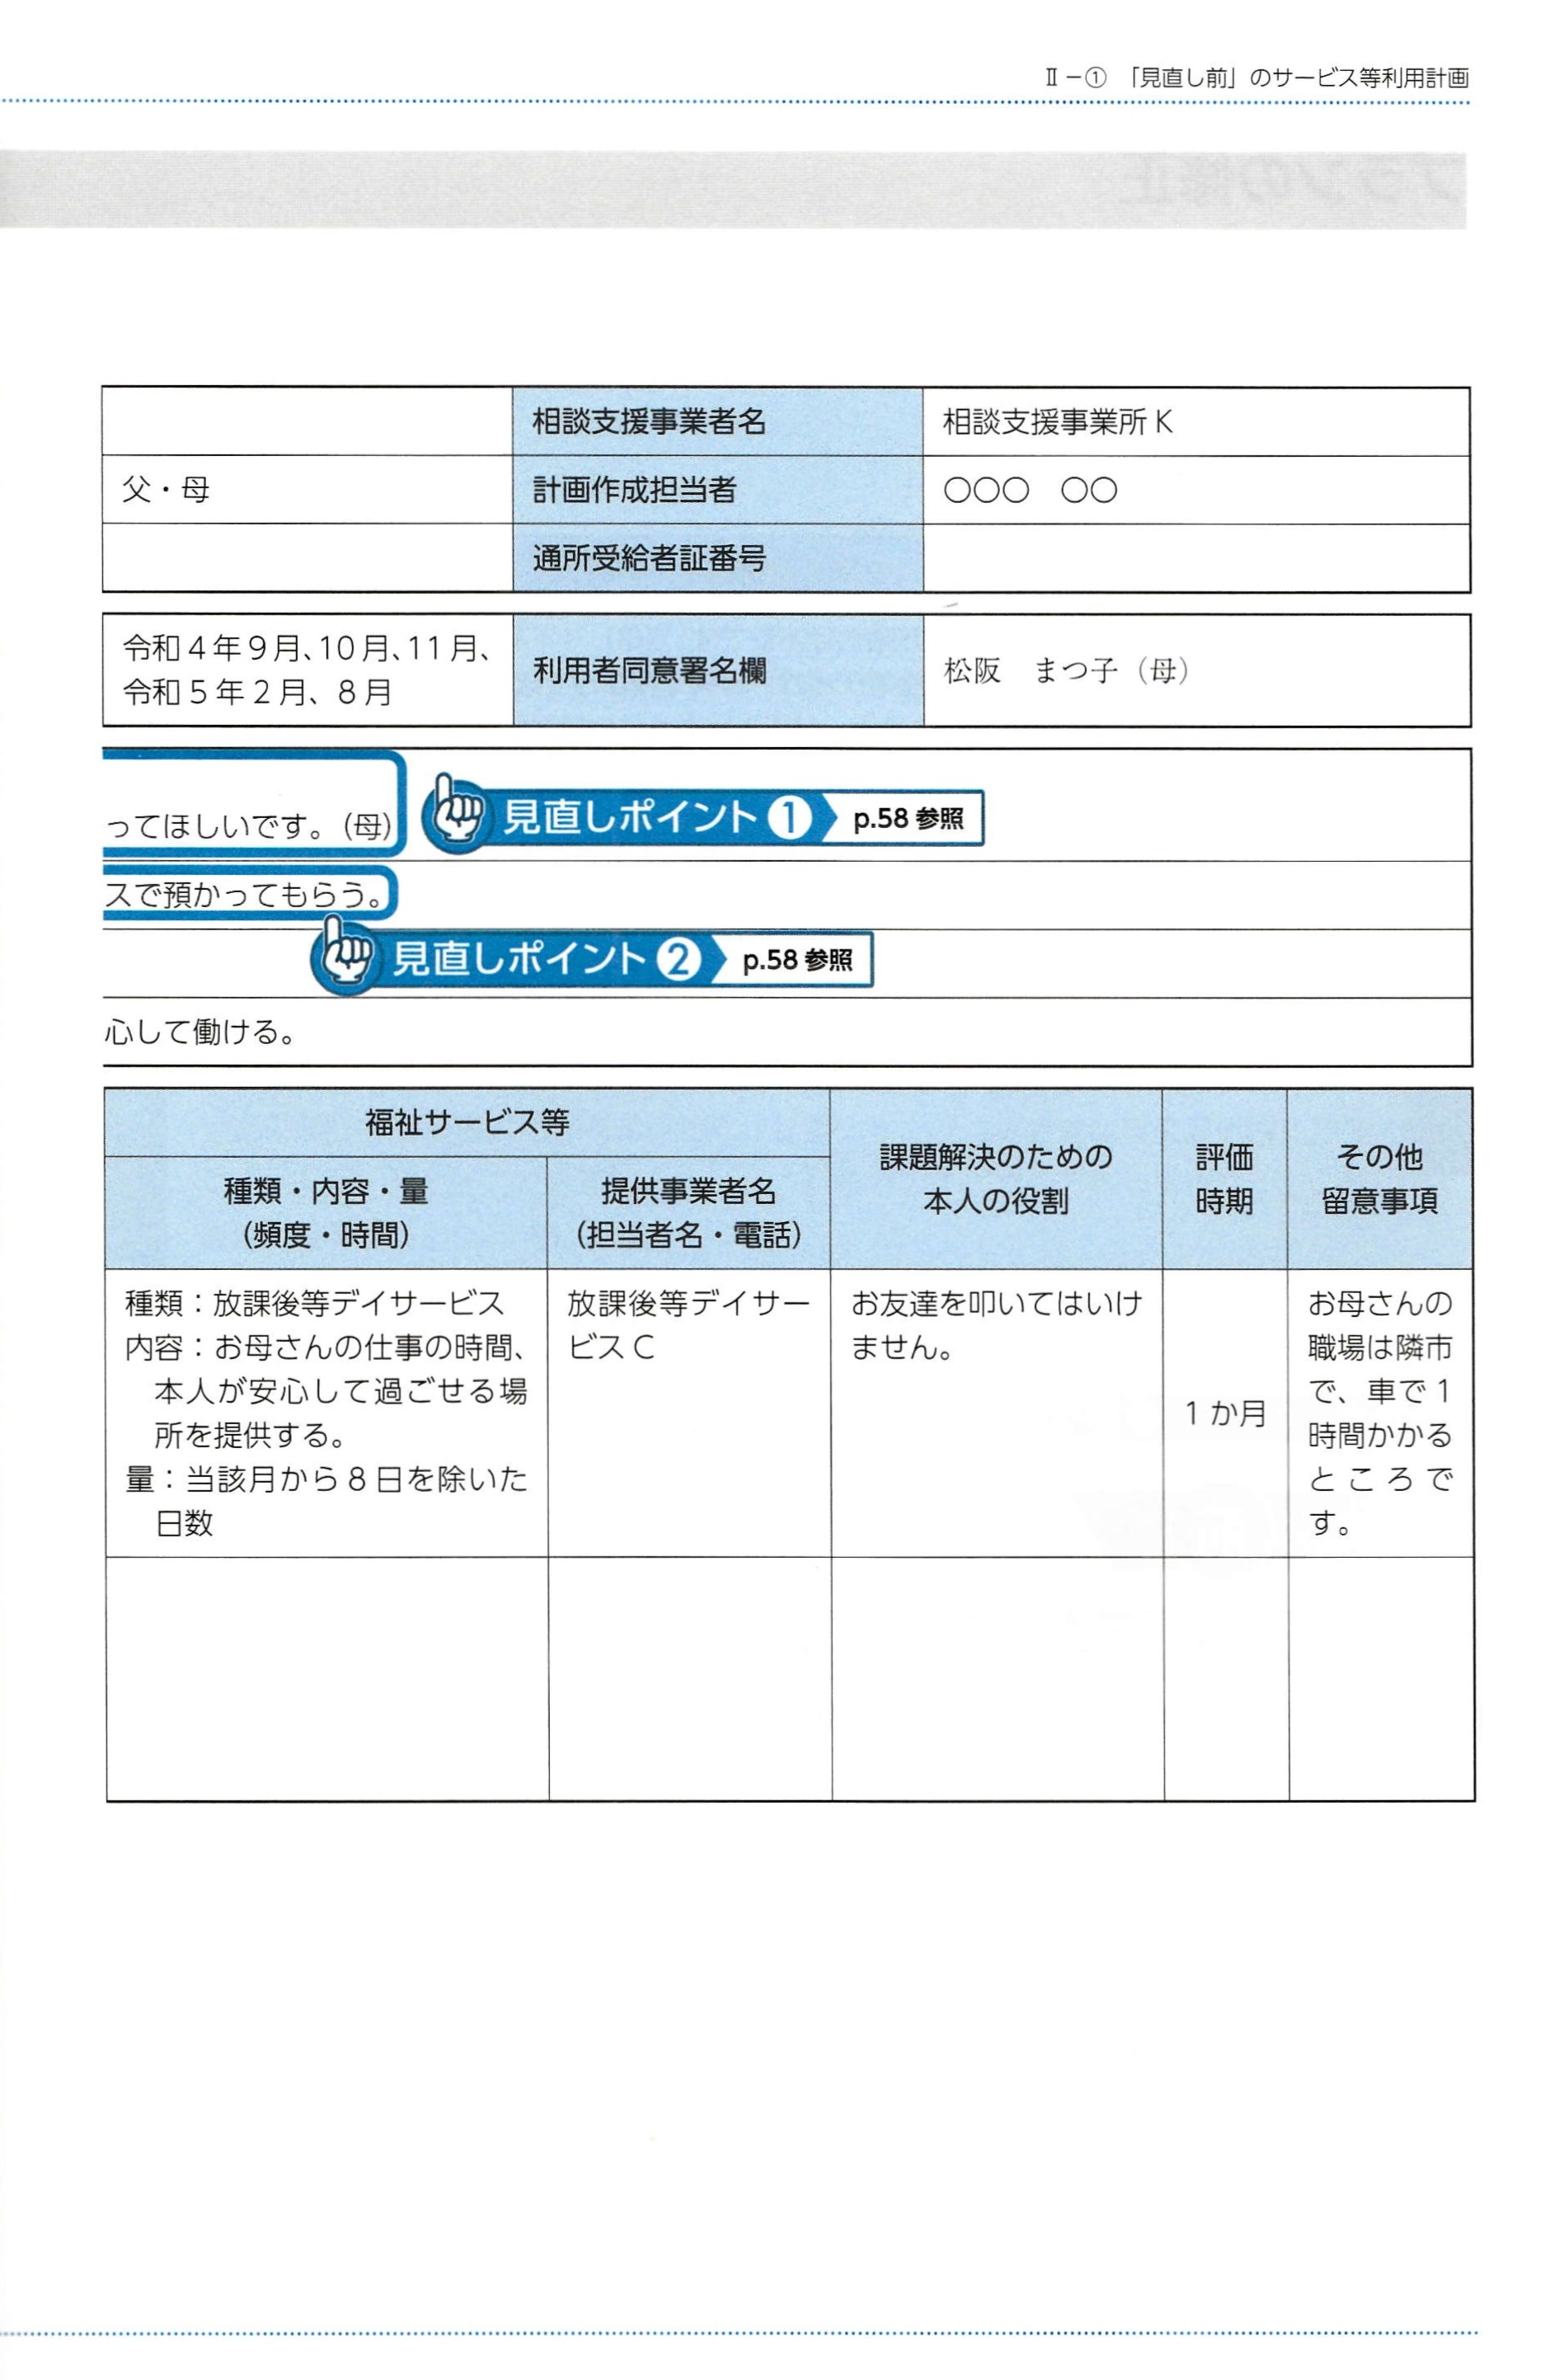 Ⅱ－① 「見直し前」のサービス等利用計画
相談支援事業者名 相談支援事業所K
父・母 計画作成担当者 ○○○ ○○
通所受給者証番号
令和4年9月、10月、11月、
令和5年2月、8月
利用者同意署名欄 松阪 まつ子（母）
ってほしいです。（母）
見直しポイント❶ p.58 参照
スで預かってもらう。
見直しポイント❷ p.58 参照
心して働ける。
福祉サービス等
種類・内容・量
（頻度・時間）
提供事業者名
（担当者名・電話）
課題解決のための
本人の役割
評価
時期
その他
留意事項
種類：放課後等デイサービス
内容：お母さんの仕事の時間、
本人が安心して過ごせる場
所を提供する。
量：当該月から8日を除いた
日数
放課後等デイサー
ビスC
お友達を叩いてはいけ
ません。
1か月
お母さんの
職場は隣市
で、車で1
時間かかる
ところで
す。